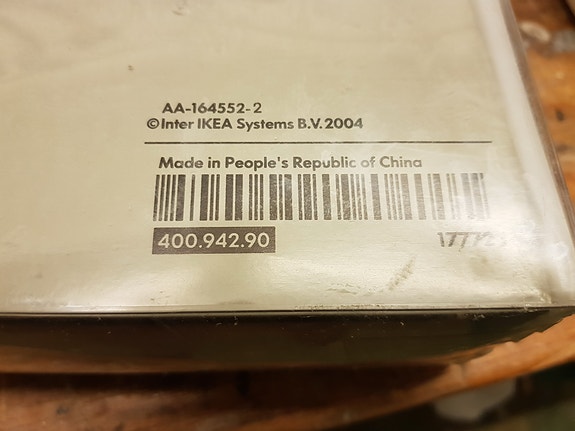 AA-164552-2
©Inter IKEA Systems B.V. 2004
Made in People's Republic of China
400.942.90